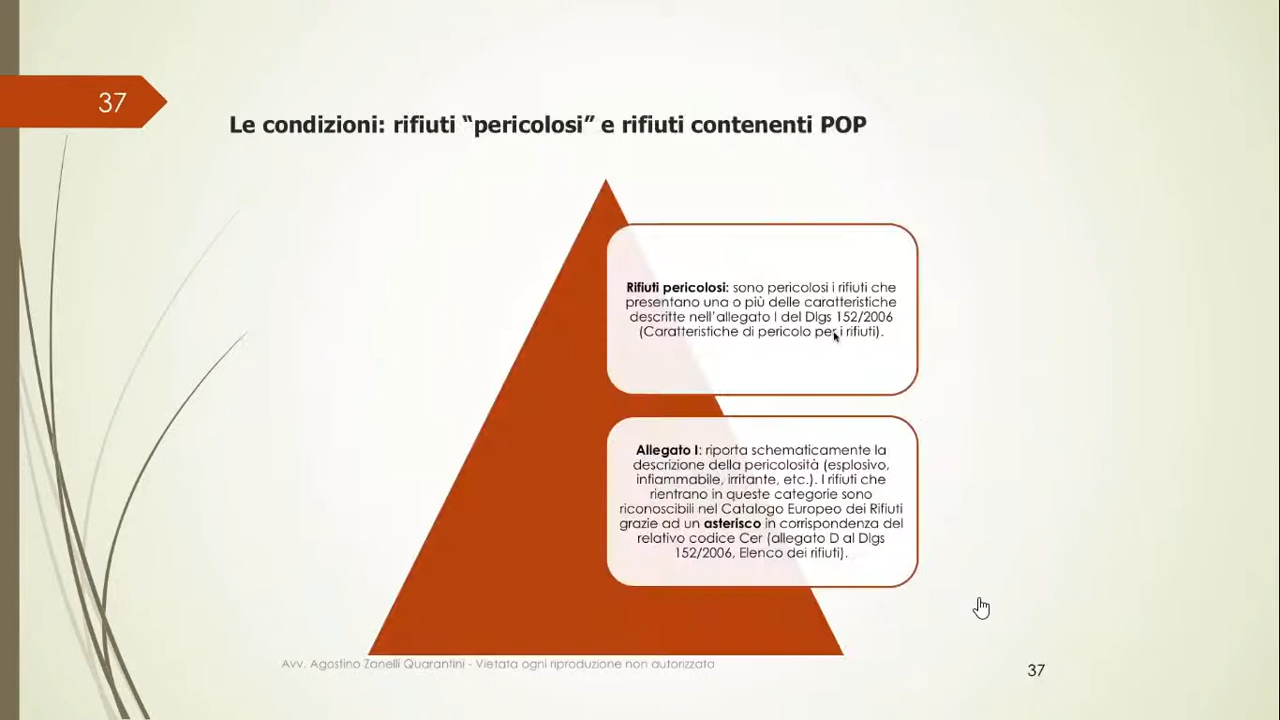 37
Le condizioni: rifiuti “pericolosi” e rifiuti contenenti POP
Rifiuti pericolosi: sono pericolosi i rifiuti che
presentano una o più delle caratteristiche
descritte nell’allegato I del Dlgs 152/2006
(Caratteristiche di pericolo per i rifiuti).
Allegato I: riporta schematicamente la
descrizione della pericolosità (esplosivo,
infiammabile, irritante, etc.). I rifiuti che
rientrano in queste categorie sono
riconoscibili nel Catalogo Europeo dei Rifiuti
grazie ad un asterisco in corrispondenza del
relativo codice Cer (allegato D al Dlgs
152/2006, Elenco dei rifiuti).
Avv. Agostino Zanelli Quarantini - Vietata ogni riproduzione non autorizzata
37